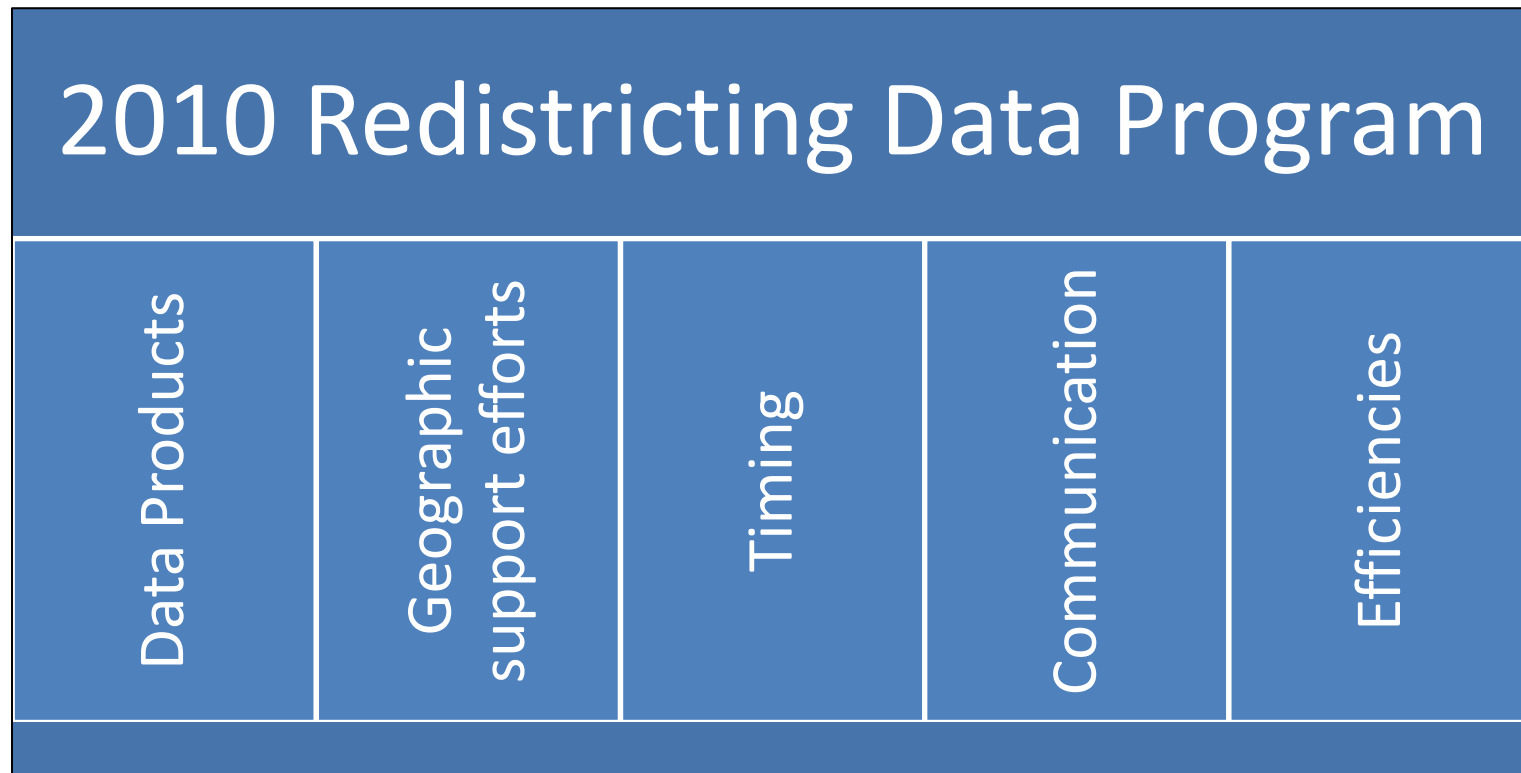 2010 Redistricting Data Program
Data Products
Geographic
support efforts
Timing
Communication
Efficiencies